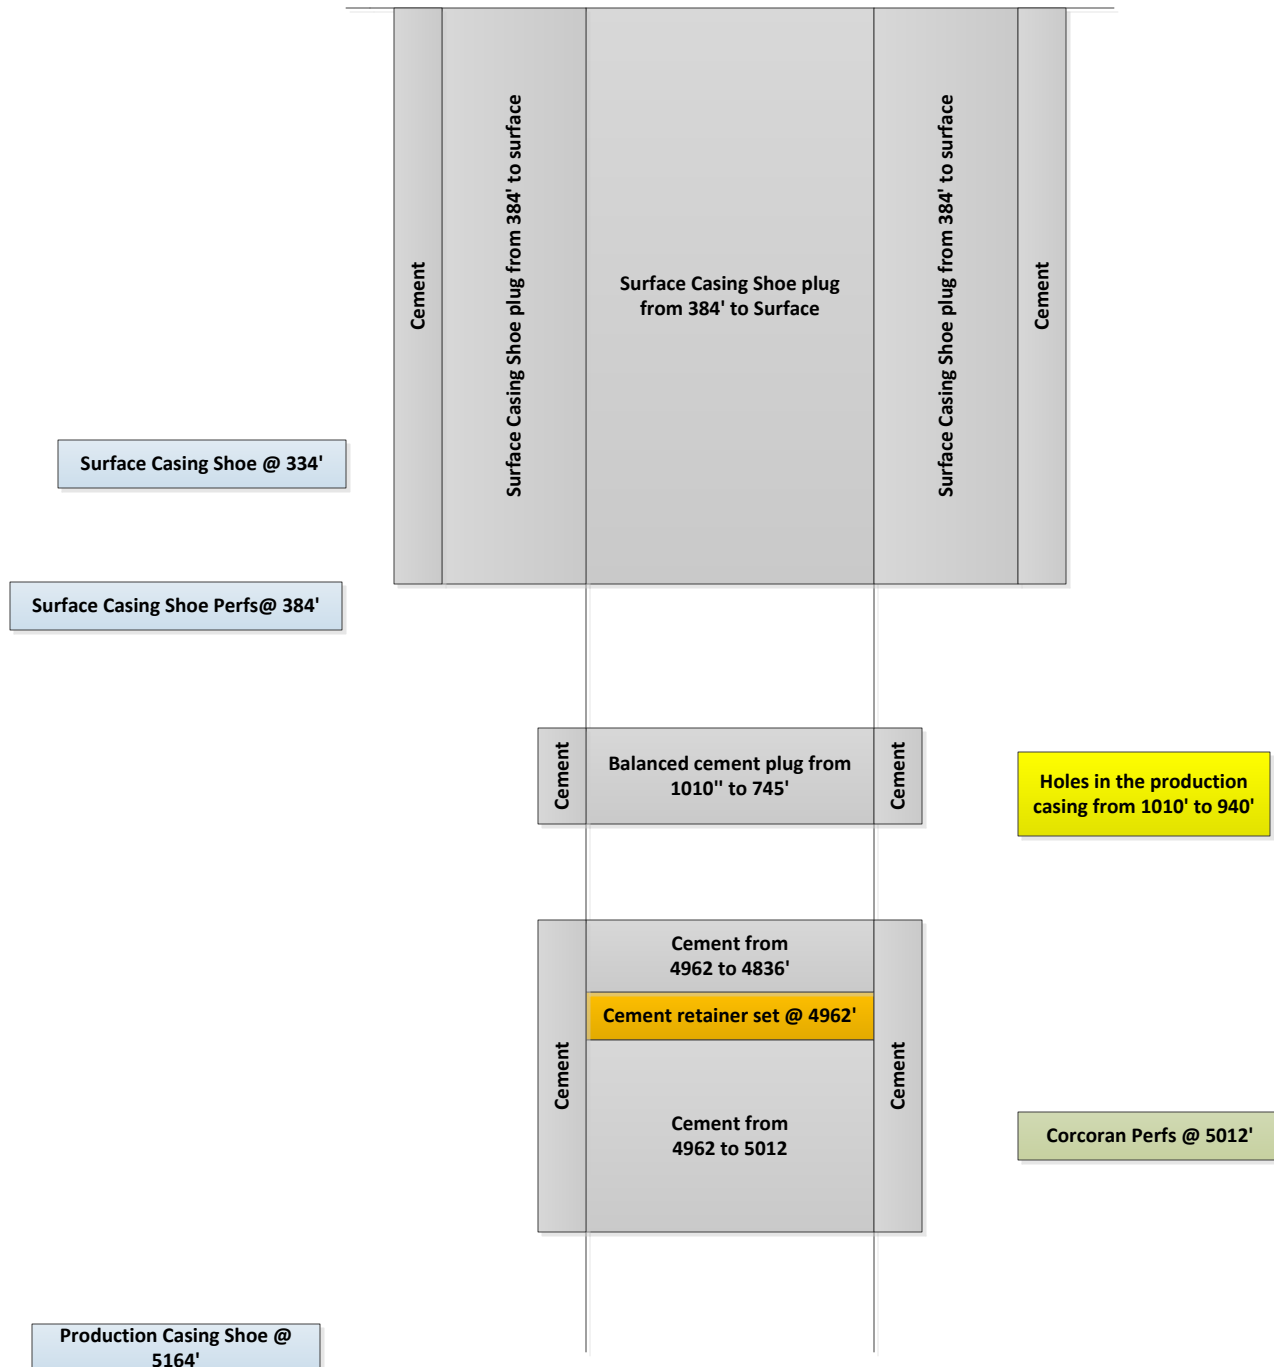 Cement
Surface Casing Shoe plug from 384' to surface
Surface Casing Shoe plug
from 384' to Surface
Surface Casing Shoe plug from 384' to surface
Cement
Surface Casing Shoe @ 334'
Surface Casing Shoe Perfs@ 384'
Cement
Balanced cement plug from
1010'' to 745'
Cement
Holes in the production
casing from 1010' to 940'
Cement from
4962 to 4836'
Cement retainer set @ 4962'
Cement
Cement
Cement from
4962 to 5012
Corcoran Perfs @ 5012'
Production Casing Shoe @
5164'